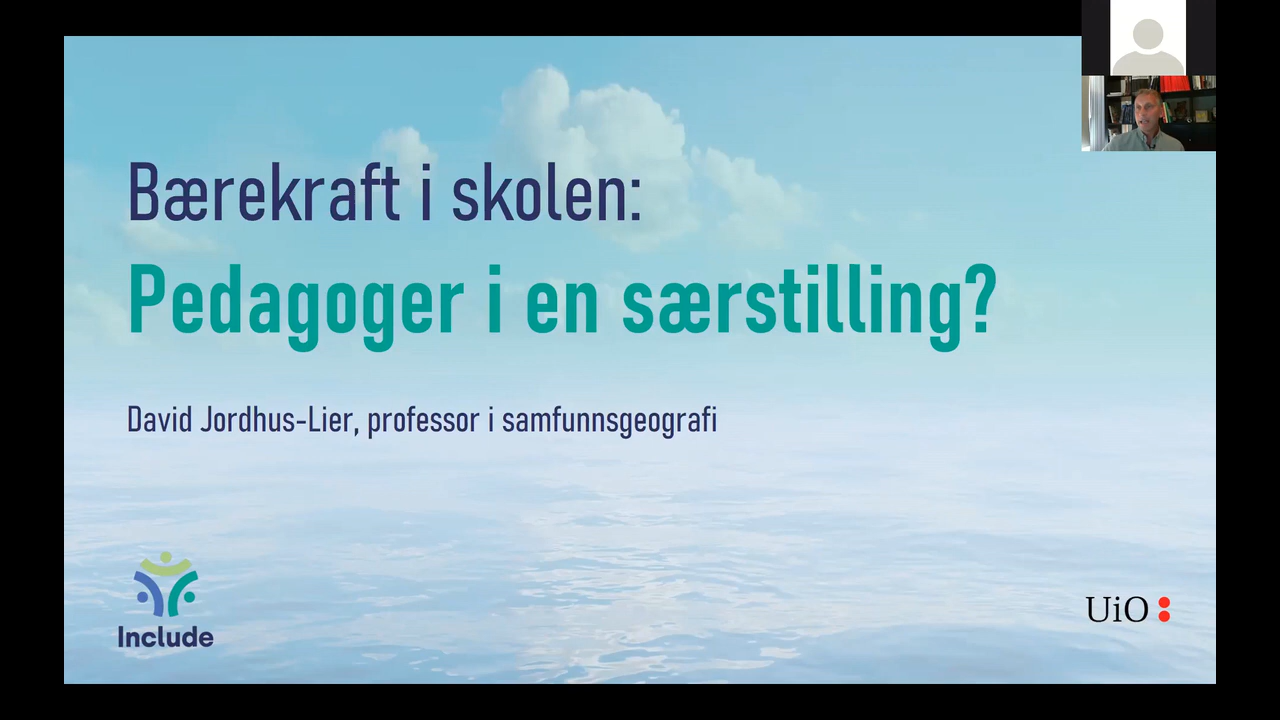 Bærekraft i skolen:
Pedagoger i en særstilling?
David Jordhus-Lier, professor i samfunnsgeografi
Include
UiO